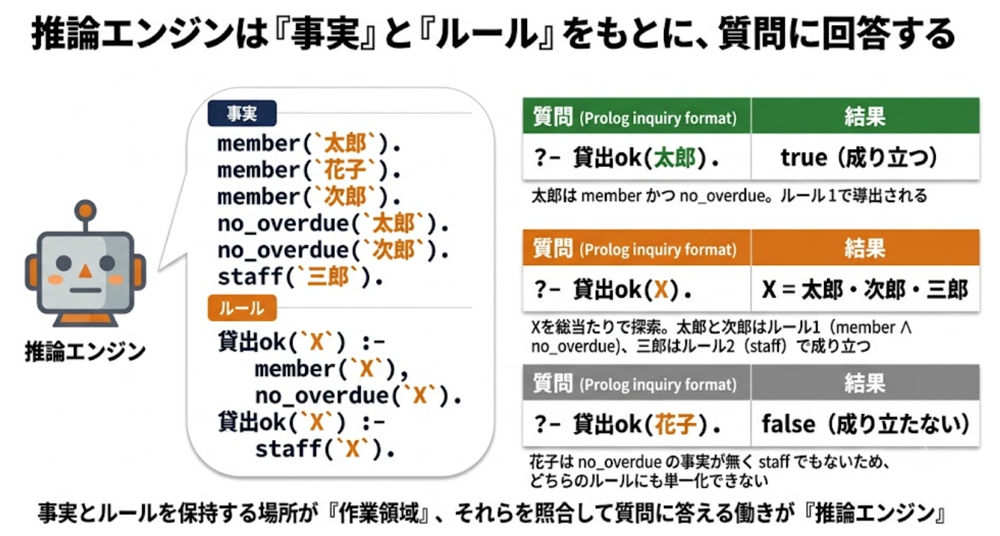 推論エンジンは『事実』と『ルール』をもとに、質問に回答する
事実
member(`太郎`).
member(`花子`).
member(`次郎`).
no_overdue(`太郎`).
no_overdue(`次郎`).
staff(`三郎`).
ルール
貸出ok(`X`) :-
member(`X`),
no_overdue(`X`).
貸出ok(`X`) :-
staff(`X`).
推論エンジン
質問 (Prolog inquiry format) 結果
?- 貸出ok(太郎). true（成り立つ）
太郎は member かつ no_overdue。ルール1で導出される
質問 (Prolog inquiry format) 結果
?- 貸出ok(X). X = 太郎・次郎・三郎
Xを総当たりで探索。太郎と次郎はルール1（member ∧
no_overdue)、三郎はルール2（staff）で成り立つ
質問 (Prolog inquiry format) 結果
?- 貸出ok(花子). false（成り立たない）
花子は no_overdue の事実が無く staff でもないため、
どちらのルールにも単一化できない
事実とルールを保持する場所が『作業領域』、それらを照合して質問に答える働きが『推論エンジン』